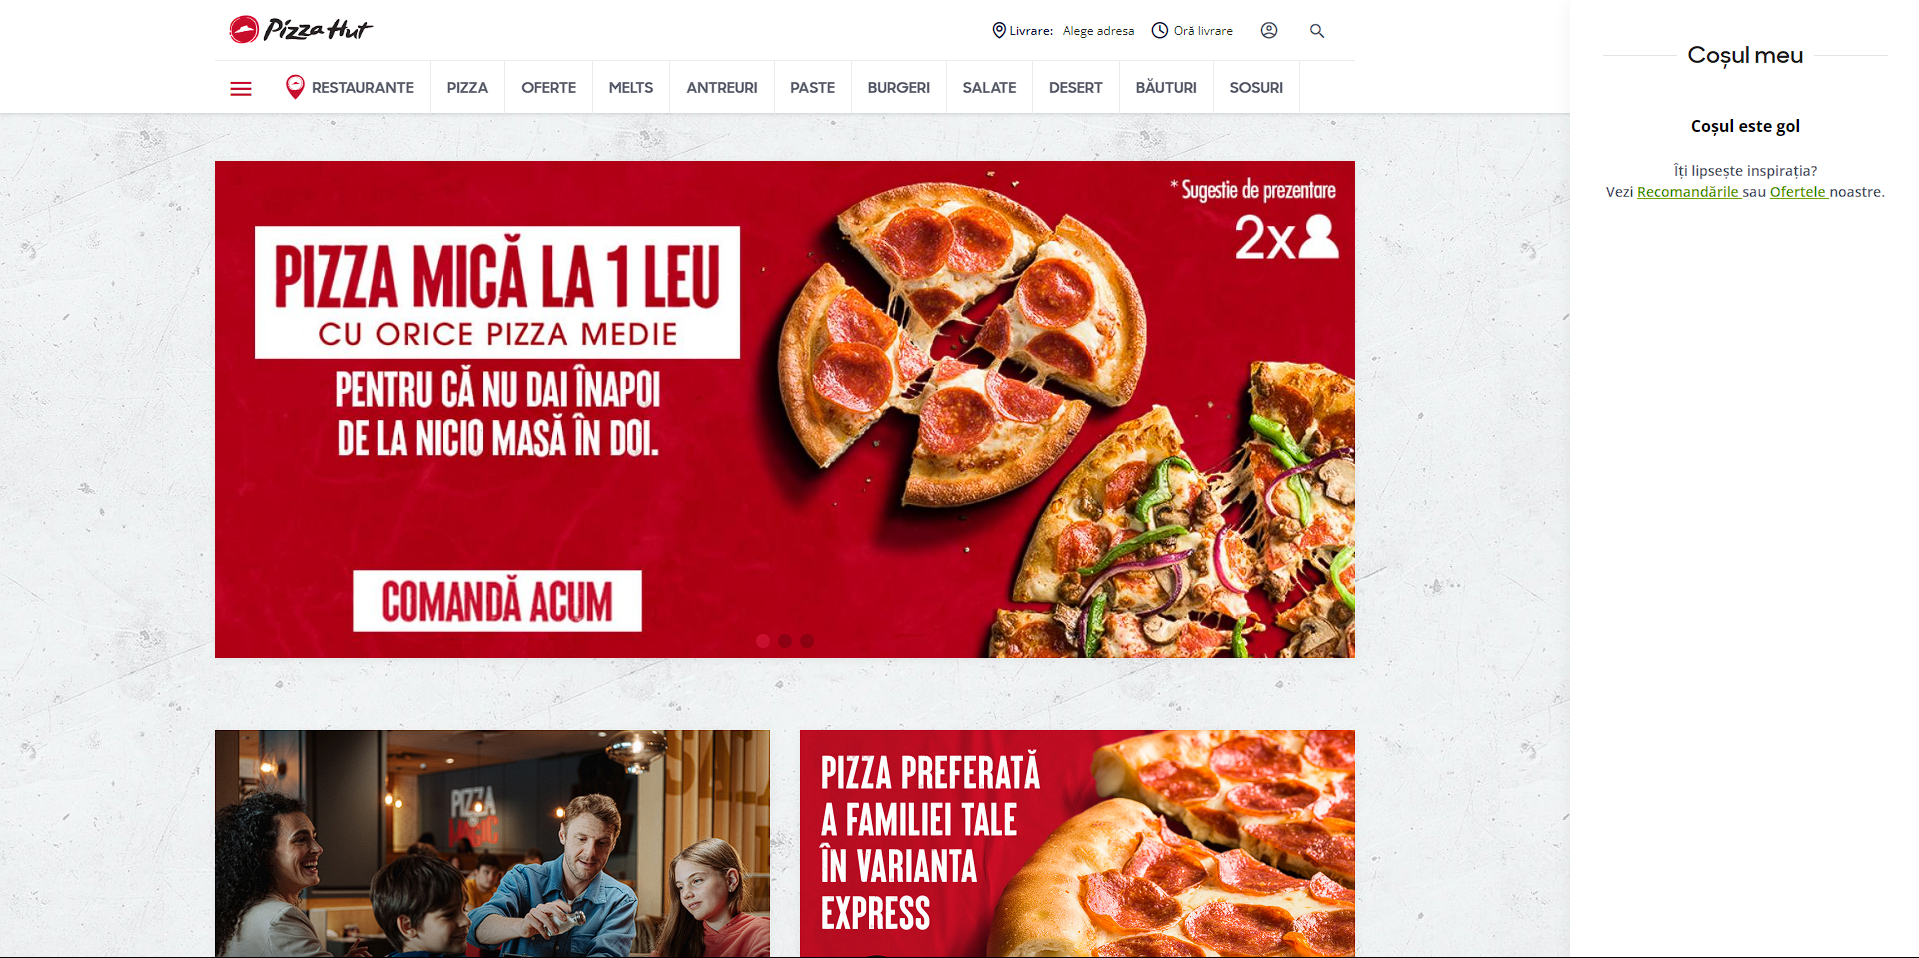 Pizza Hut
Livrare: Alege adresa Oră livrare
RESTAURANTE PIZZA OFERTE MELTS ANTREURI PASTE BURGERI SALATE DESERT BĂUTURI SOSURI
* Sugestie de prezentare
2x
PIZZA MICĂ LA 1 LEU
CU ORICE PIZZA MEDIE
PENTRU CĂ NU DAI ÎNAPOI
DE LA NICIO MASĂ ÎN DOI.
COMANDĂ ACUM
PIZZA
MAGIC
PIZZA PREFERATĂ
A FAMILIEI TALE
ÎN VARIANTA
EXPRESS
Coșul meu
Coșul este gol
Îți lipsește inspirația?
Vezi Recomandările sau Ofertele noastre.